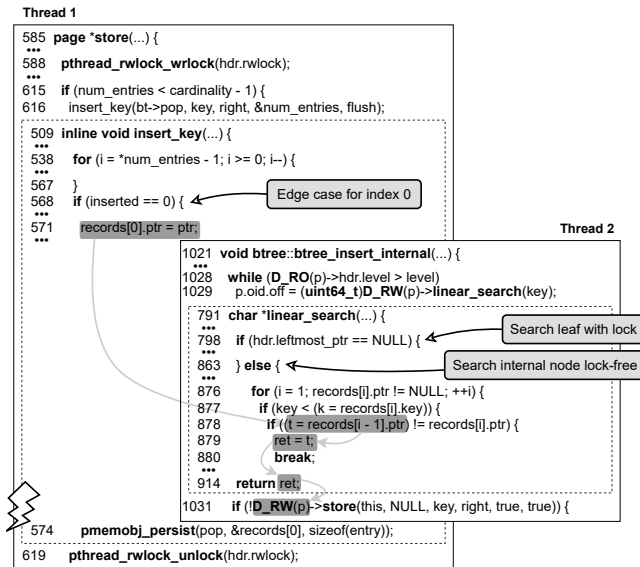 Thread 1
585 page *store(...) {
•••
588 pthread_rwlock_wrlock(hdr.rwlock);
•••
615 if (num_entries < cardinality - 1) {
616 insert_key(bt->pop, key, right, &num_entries, flush);
509 inline void insert_key(...) {
•••
538 for (i = *num_entries - 1; i >= 0; i--) {
•••
567 }
568 if (inserted == 0) {
Edge case for index 0
•••
571 records[0].ptr = ptr;
•••
Thread 2
1021 void btree::btree_insert_internal(...) {
•••
1028 while (D_RO(p)->hdr.level > level)
1029 p.oid.off = (uint64_t)D_RW(p)->linear_search(key);
791 char *linear_search(...) {
•••
798 if (hdr.leftmost_ptr == NULL) {
Search leaf with lock
•••
863 } else {
Search internal node lock-free
•••
876 for (i = 1; records[i].ptr != NULL; ++i) {
877 if (key < (k = records[i].key)) {
878 if ((t = records[i - 1].ptr) != records[i].ptr) {
879 ret = t;
880 break;
•••
914 return ret;
1031 if (!D_RW(p)->store(this, NULL, key, right, true, true)) {
574 pmemobj_persist(pop, &records[0], sizeof(entry));
619 pthread_rwlock_unlock(hdr.rwlock);